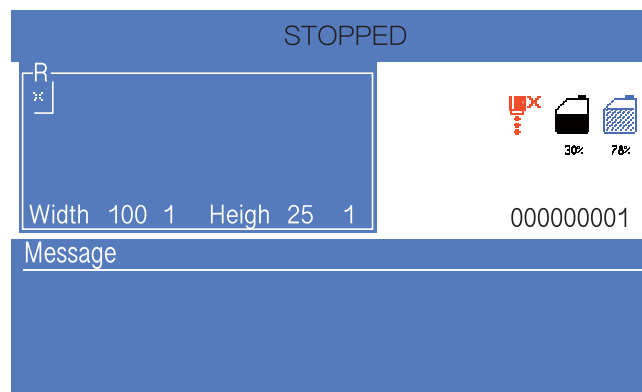 STOPPED
R
30% 78%
Width 100 1 Heigh 25 1
000000001
Message